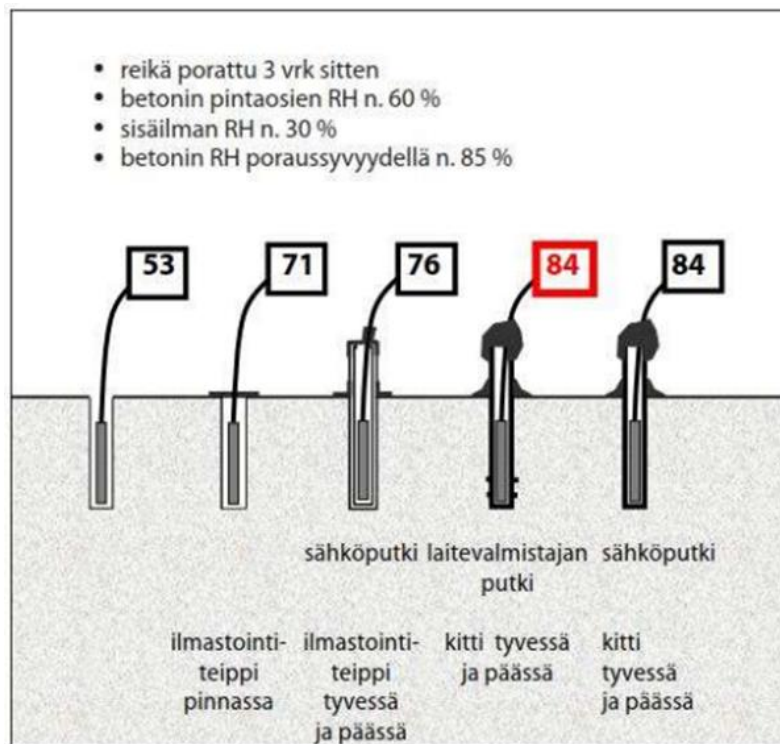 • reikä porattu 3 vrk sitten
• betonin pintaosien RH n. 60 %
• sisäilman RH n. 30 %
• betonin RH poraussyvyydellä n. 85 %
53
71
76
84
84
sähköputki
laitevalmistajan
putki
sähköputki
ilmastointi-
teippi
pinnassa
ilmastointi-
teippi
tyvessä
ja päässä
kitti tyvessä
ja päässä
kitti
tyvessä
ja päässä